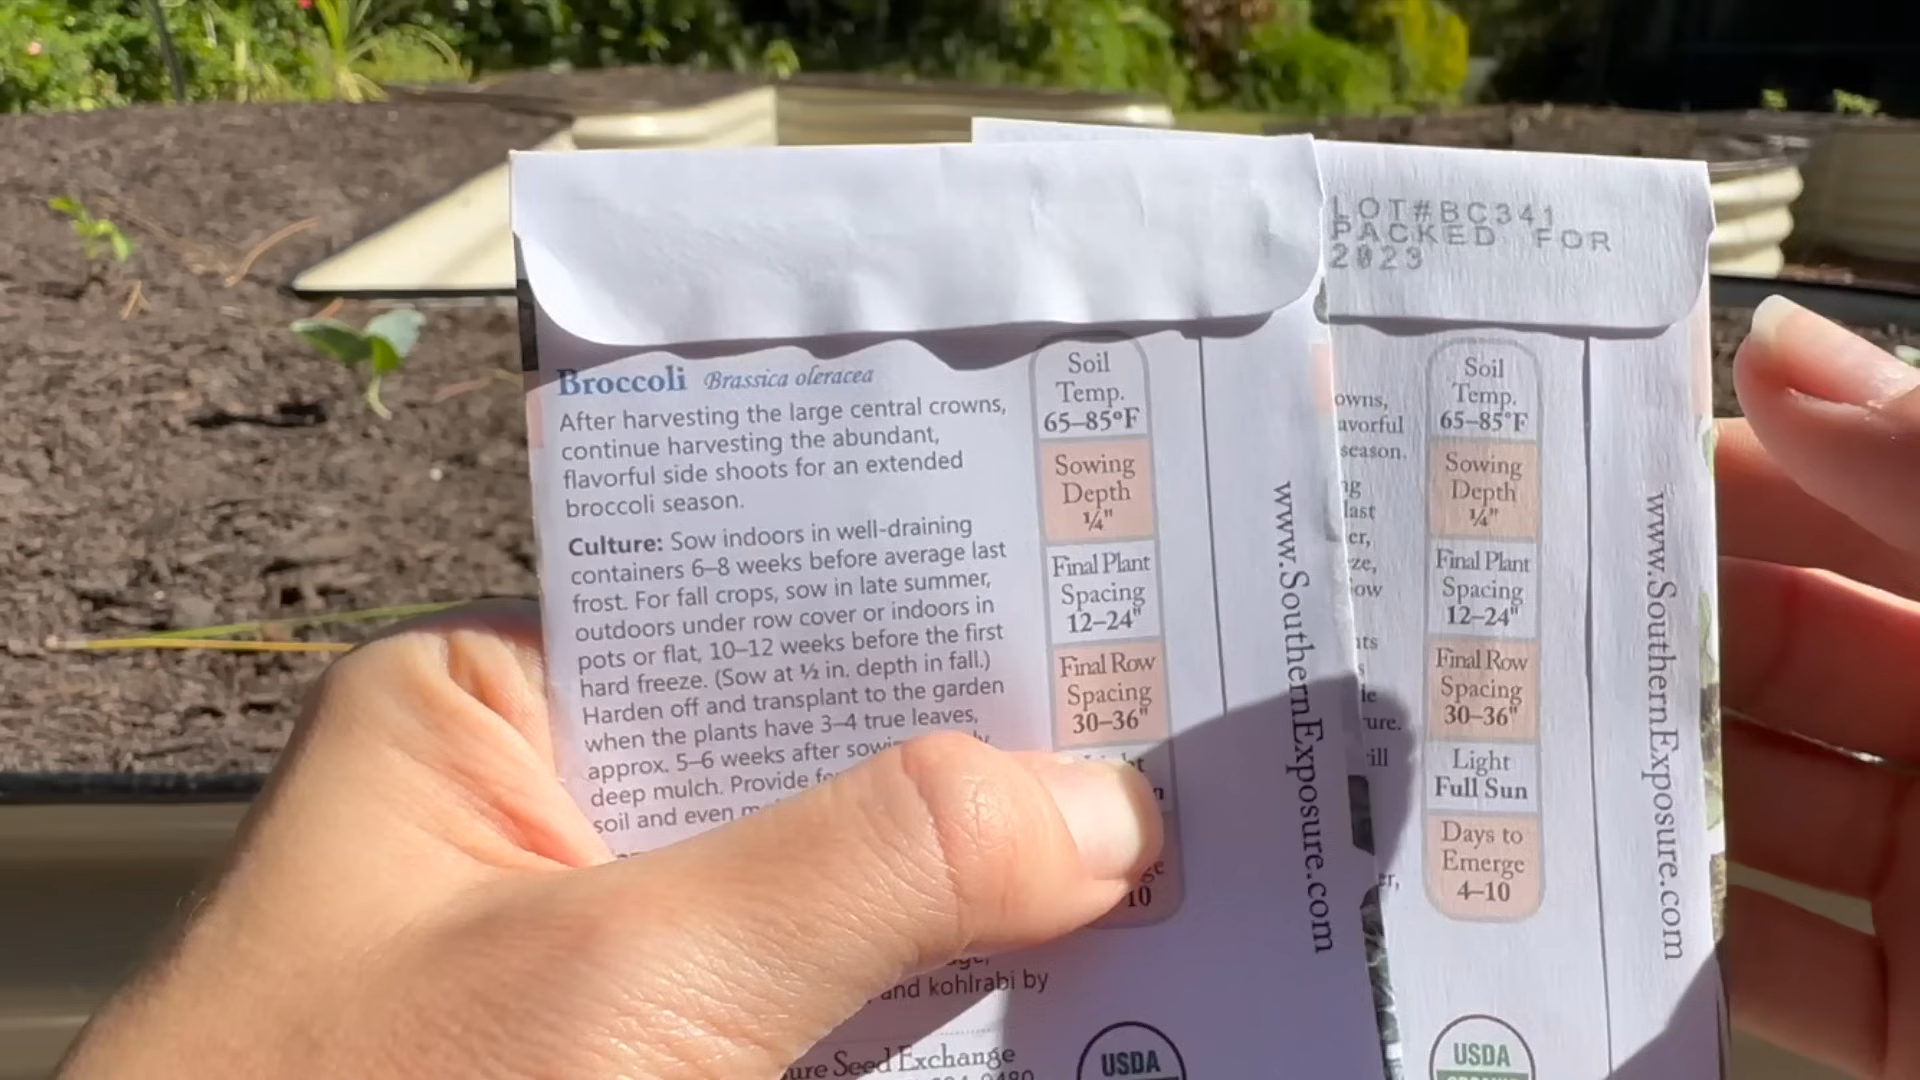 Broccoli Brassica oleracea
After harvesting the large central crowns,
continue harvesting the abundant,
flavorful side shoots for an extended
broccoli season.
Culture: Sow indoors in well-draining
containers 6–8 weeks before average last
frost. For fall crops, sow in late summer,
outdoors under row cover or indoors in
pots or flat, 10–12 weeks before the first
hard freeze. (Sow at ½ in. depth in fall.)
Harden off and transplant to the garden
when the plants have 3–4 true leaves,
approx. 5–6 weeks after
deep mulch. Provide
soil and even
and kohlrabi by
Seed Exchange
Soil
Temp.
65–85°F
Sowing
Depth
¼"
Final Plant
Spacing
12–24"
Final Row
Spacing
30–36"
10
USDA
www.SouthernExposure.com
LOT#BC341
PACKED FOR
2023
season.
last
Soil
Temp.
65–85°F
Sowing
Depth
¼"
Final Plant
Spacing
12–24"
Final Row
Spacing
30–36"
Light
Full Sun
Days to
Emerge
4–10
USDA
www.SouthernExposure.com